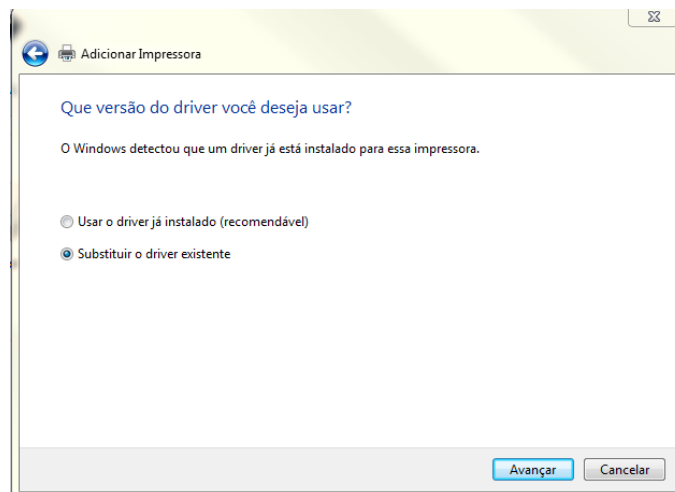 Adicionar Impressora
Que versão do driver você deseja usar?
O Windows detectou que um driver já está instalado para essa impressora.
Usar o driver já instalado (recomendável)
Substituir o driver existente
Avançar
Cancelar